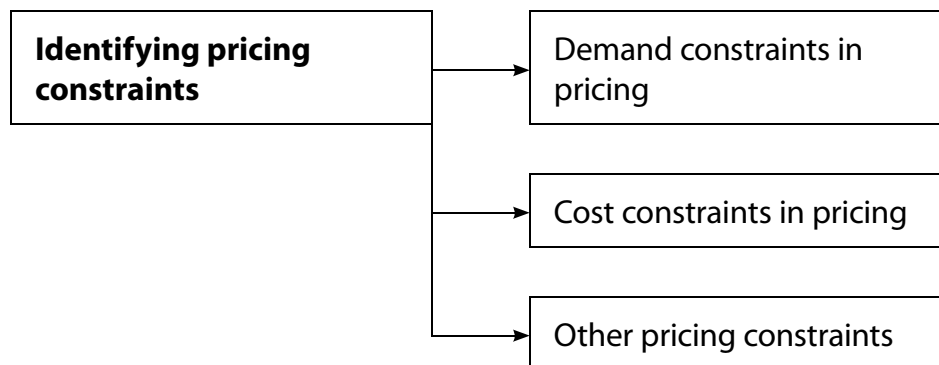 Identifying pricing
constraints
Demand constraints in
pricing
Cost constraints in pricing
Other pricing constraints